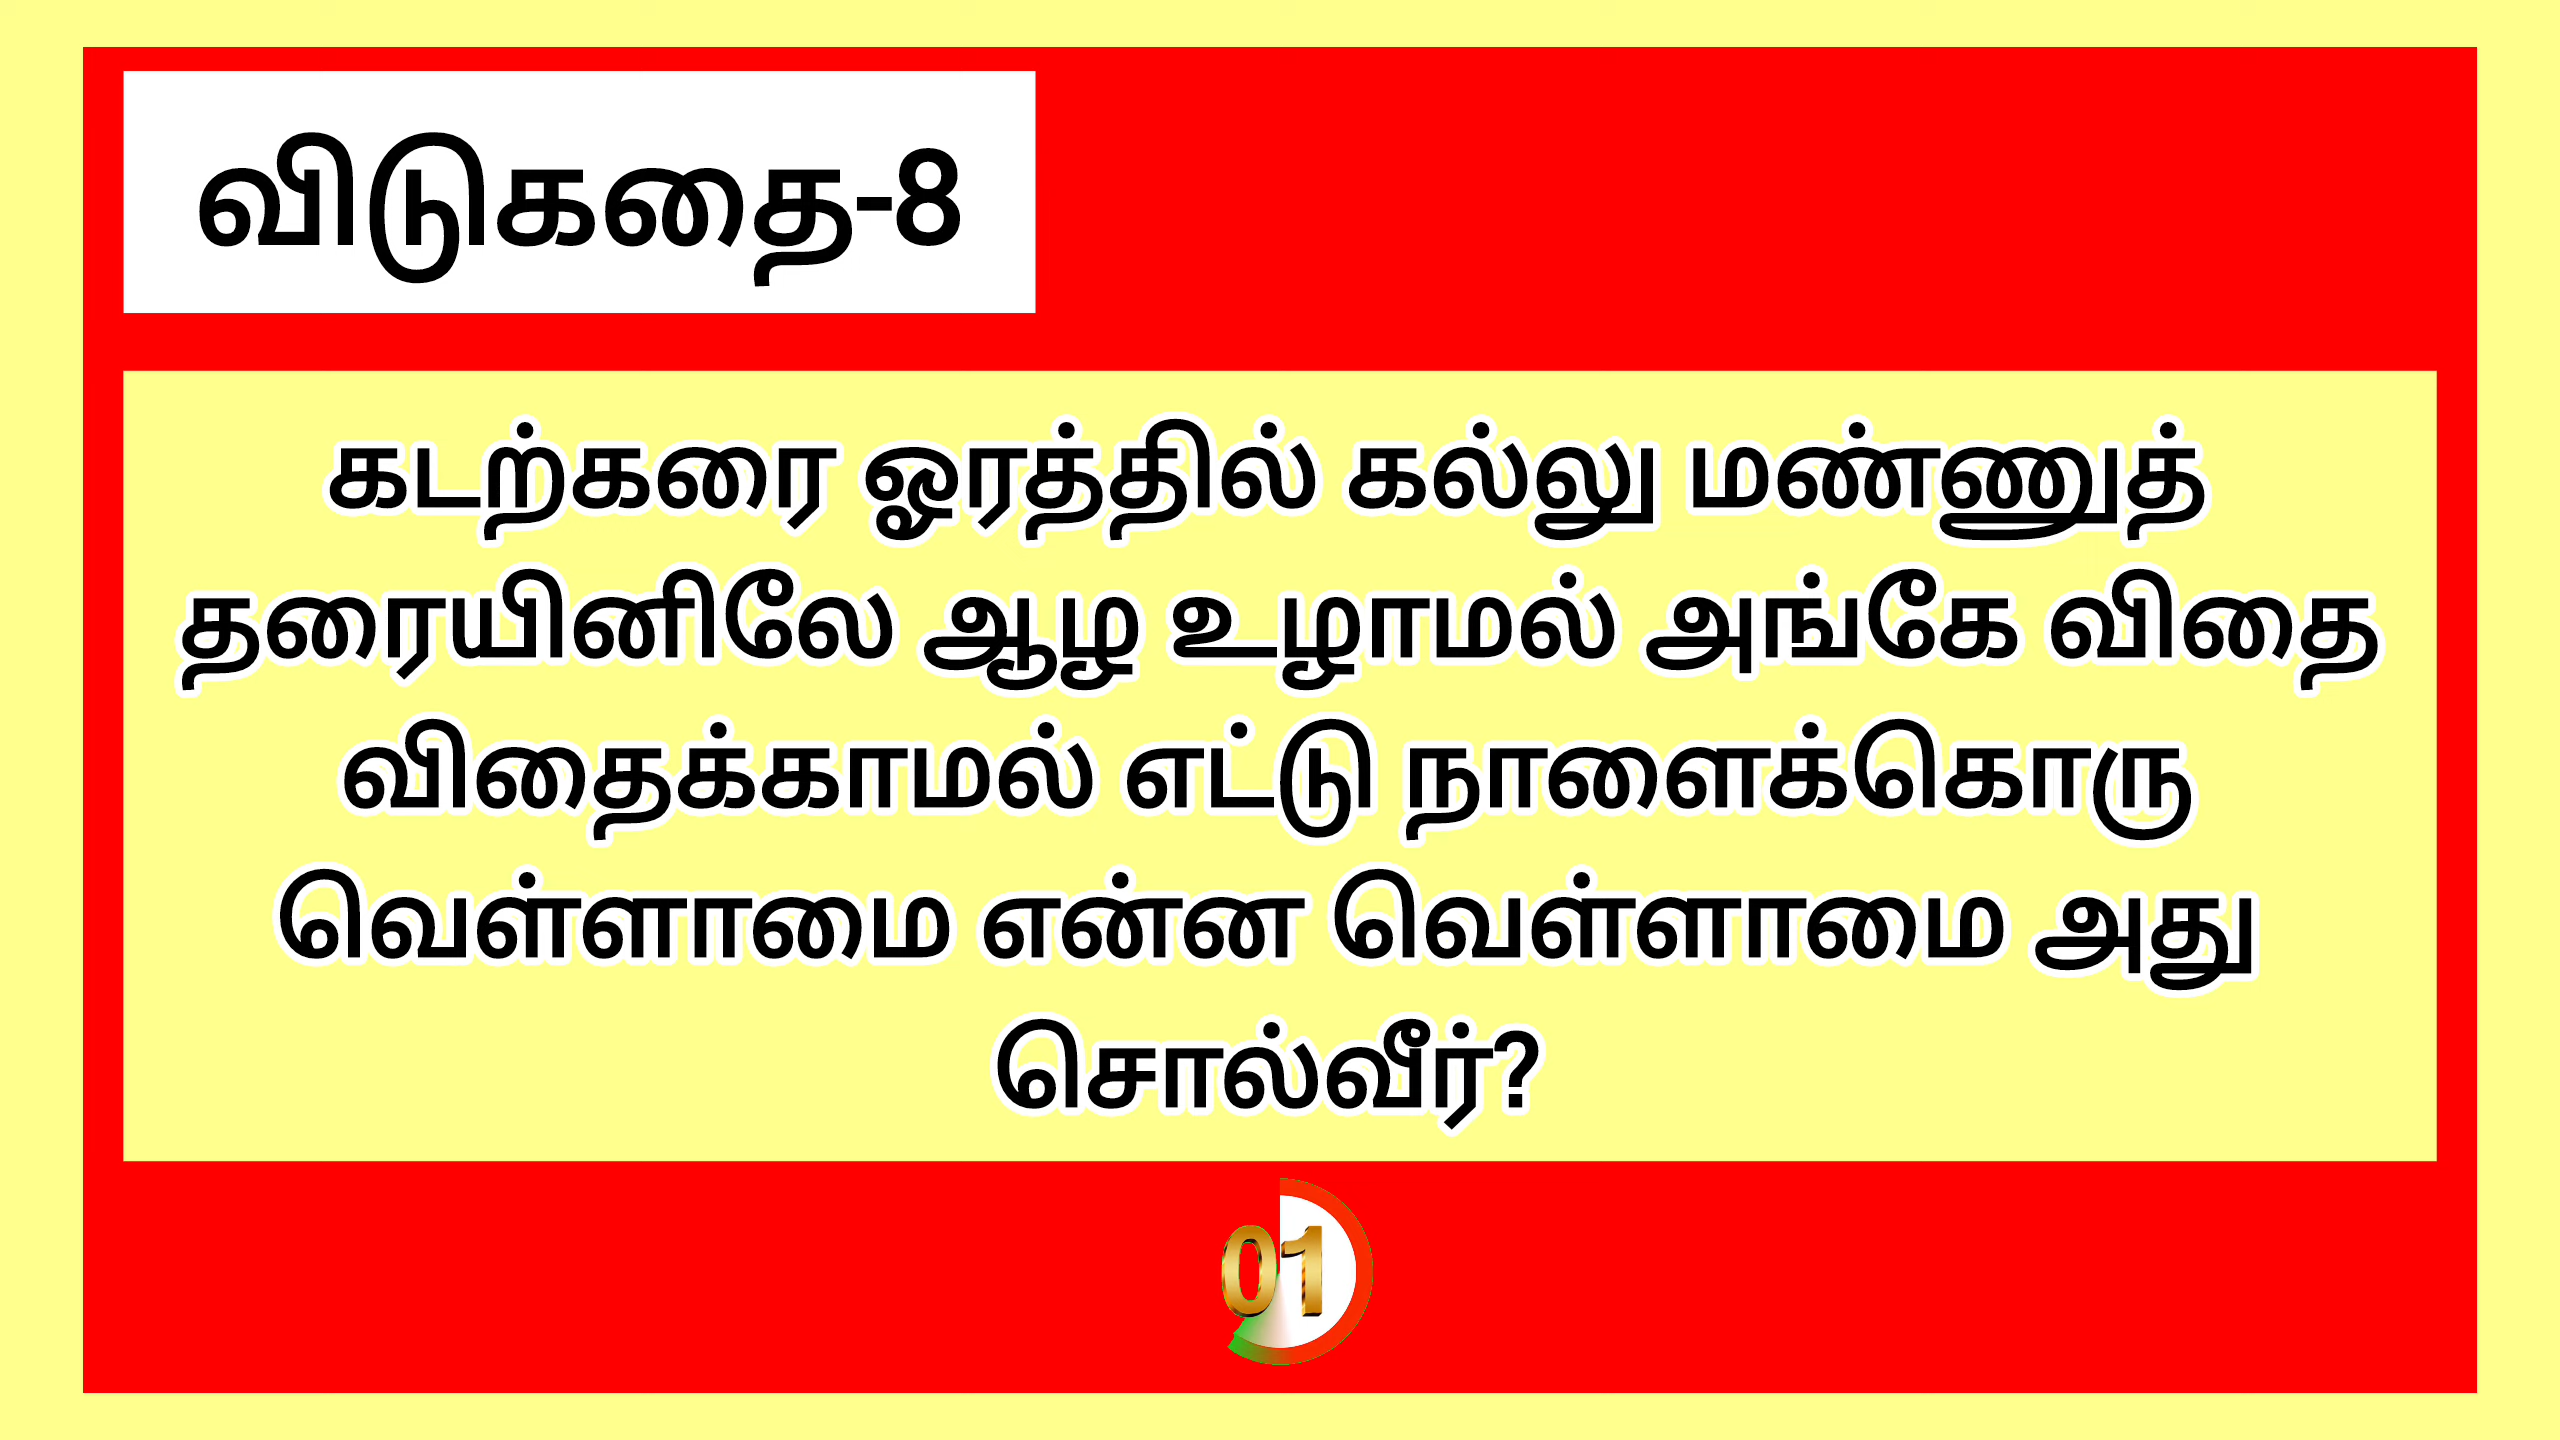 விடுகதை-8
கடற்கரை ஓரத்தில் கல்லு மண்ணுத்
தரையினிலே ஆழ உழாமல் அங்கே விதை
விதைக்காமல் எட்டு நாளைக்கொரு
வெள்ளாமை என்ன வெள்ளாமை அது
சொல்வீர்?
01